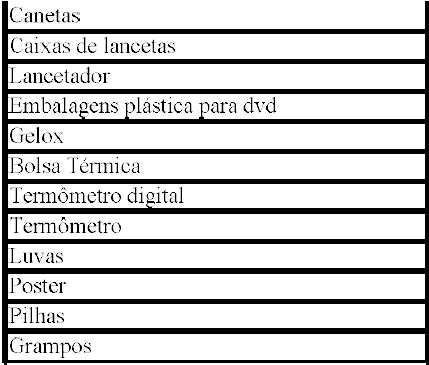 Canetas
Caixas de lancetas
Lancetador
Embalagens plástica para dvd
Gelox
Bolsa Térmica
Termômetro digital
Termômetro
Luvas
Poster
Pilhas
Grampos